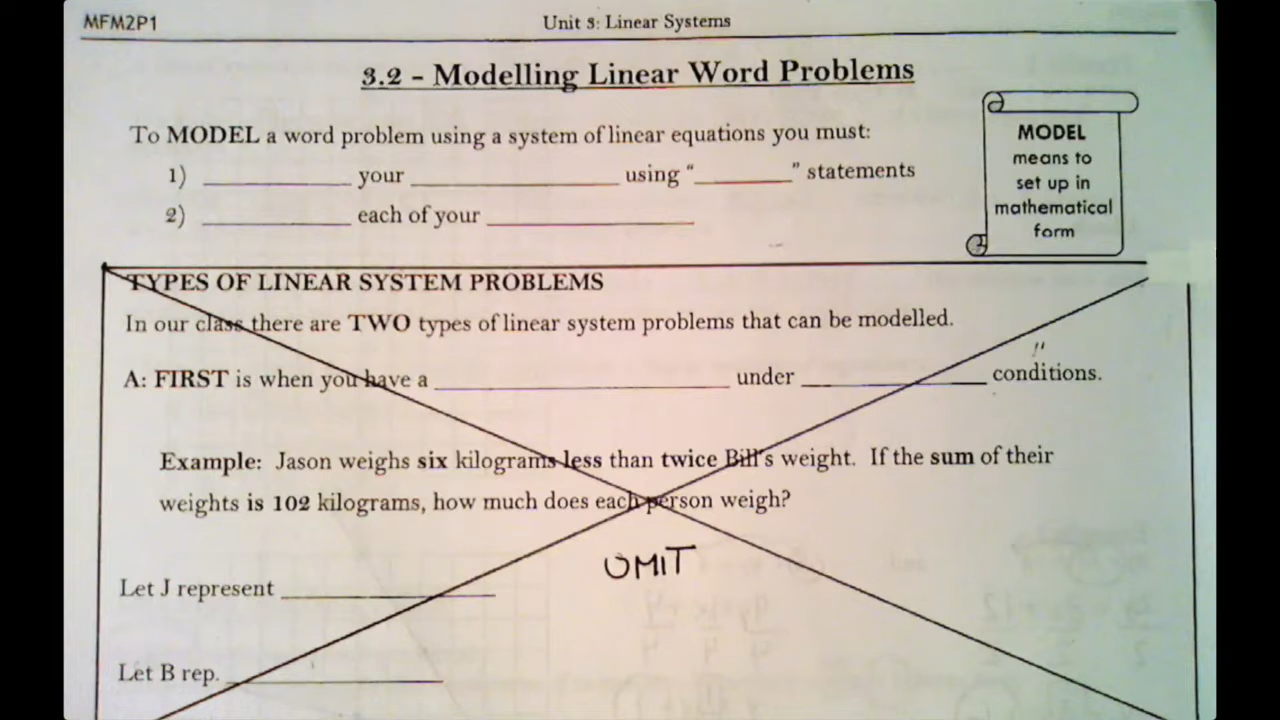 MFM2P1
Unit 3: Linear Systems
3.2 - Modelling Linear Word Problems
To MODEL a word problem using a system of linear equations you must:
1) ____________ your ________________ using "________" statements
2) ____________ each of your ________________
MODEL
means to
set up in
mathematical
form
TYPES OF LINEAR SYSTEM PROBLEMS
In our class there are TWO types of linear system problems that can be modelled.
A: FIRST is when you have a ________________________ under ______________ conditions.
Example: Jason weighs six kilograms less than twice Bill's weight. If the sum of their
weights is 102 kilograms, how much does each person weigh?
OMIT
Let J represent ________________
Let B rep. ________________